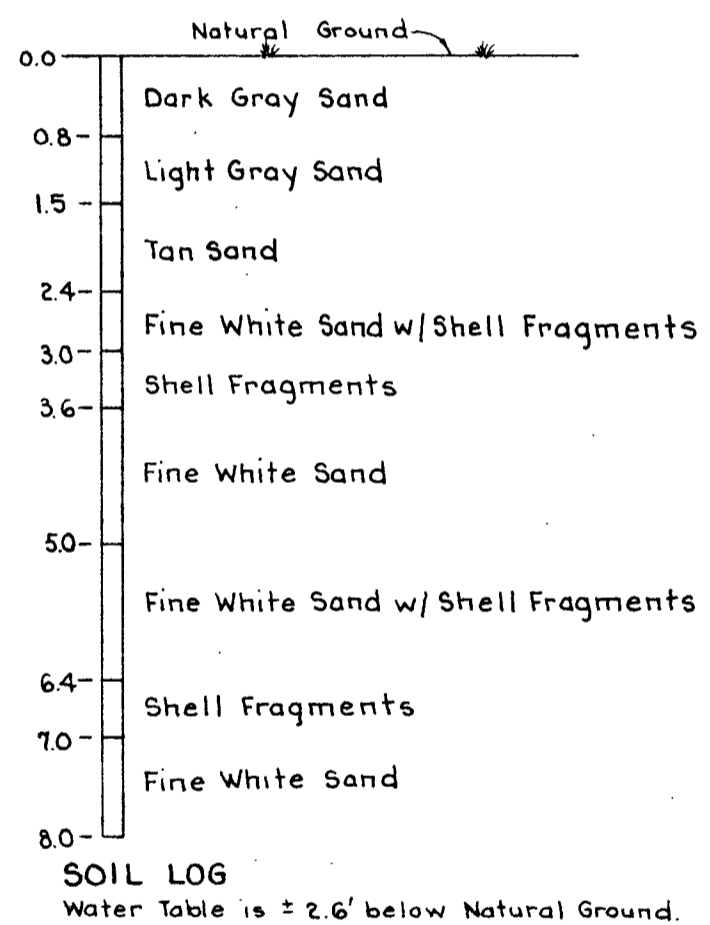 Natural Ground
0.0
Dark Gray Sand
0.8
Light Gray Sand
1.5
Tan Sand
2.4
Fine White Sand w/ Shell Fragments
3.0
Shell Fragments
3.6
Fine White Sand
5.0
Fine White Sand w/ Shell Fragments
6.4
Shell Fragments
7.0
Fine White Sand
8.0
SOIL LOG
Water Table is ± 2.6' below Natural Ground.